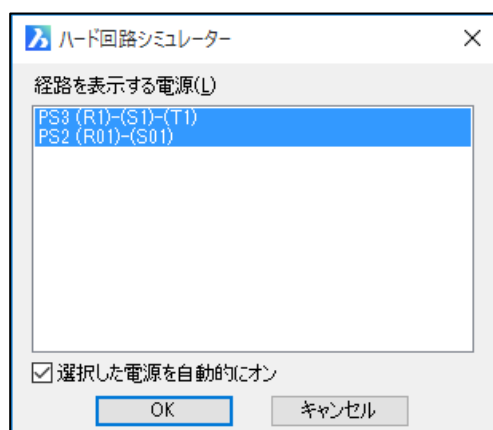 ハード回路シミュレーター
経路を表示する電源(L)
PS3 (R1)-(S1)-(T1)
PS2 (R01)-(S01)
選択した電源を自動的にオン
OK
キャンセル